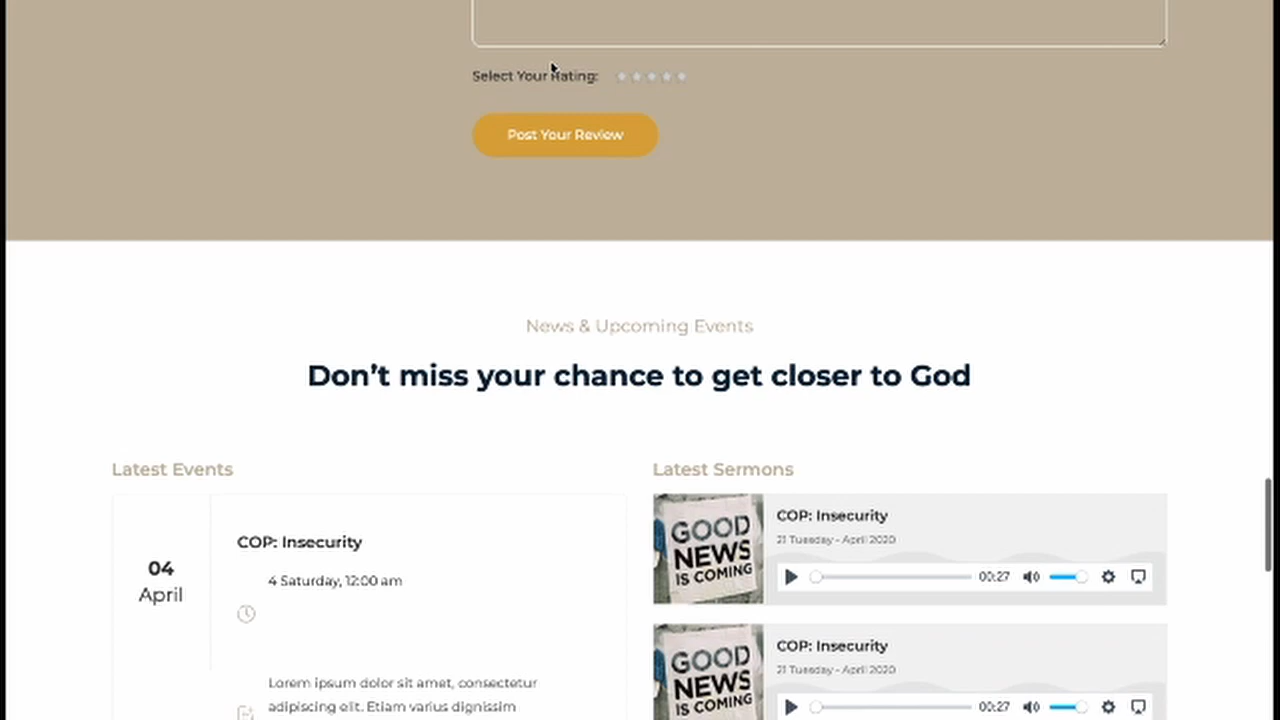 Select Your Rating:
Post Your Review
News & Upcoming Events
Don't miss your chance to get closer to God
Latest Events
04
April
COP: Insecurity
4 Saturday, 12:00 am
Lorem ipsum dolor sit amet, consectetur
adipiscing elit. Etiam varius dignissim
Latest Sermons
GOOD
NEWS
IS COMING
COP: Insecurity
21 Tuesday - April 2020
00:27
GOOD
NEWS
IS COMING
COP: Insecurity
21 Tuesday - April 2020
00:27